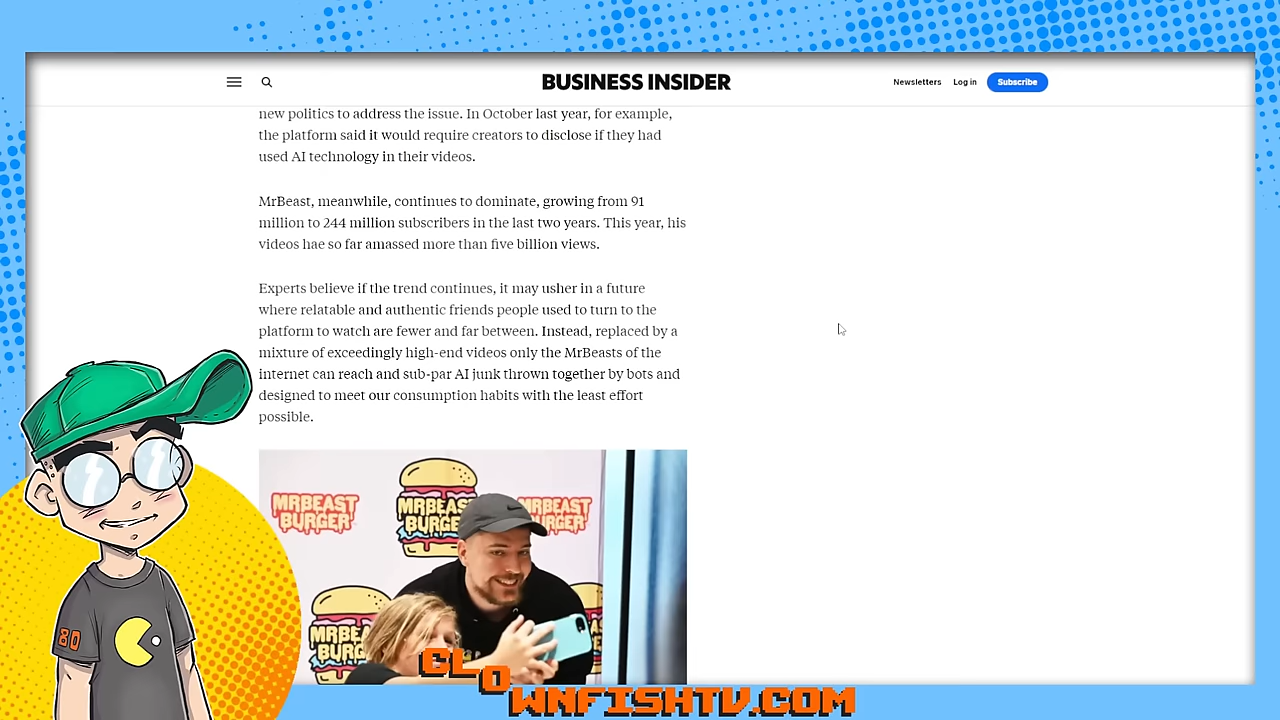 BUSINESS INSIDER
Newsletters Log in Subscribe
new politics to address the issue. In October last year, for example,
the platform said it would require creators to disclose if they had
used AI technology in their videos.
MrBeast, meanwhile, continues to dominate, growing from 91
million to 244 million subscribers in the last two years. This year, his
videos hae so far amassed more than five billion views.
Experts believe if the trend continues, it may usher in a future
where relatable and authentic friends people used to turn to the
platform to watch are fewer and far between. Instead, replaced by a
mixture of exceedingly high-end videos only the MrBeasts of the
internet can reach and sub-par AI junk thrown together by bots and
designed to meet our consumption habits with the least effort
possible.
MRBEAST
BURGER
MRBEAST
BURGER
MRBEAST
BURGER
MRBEAST
BURGER
80
CLOWNFISHTV.COM